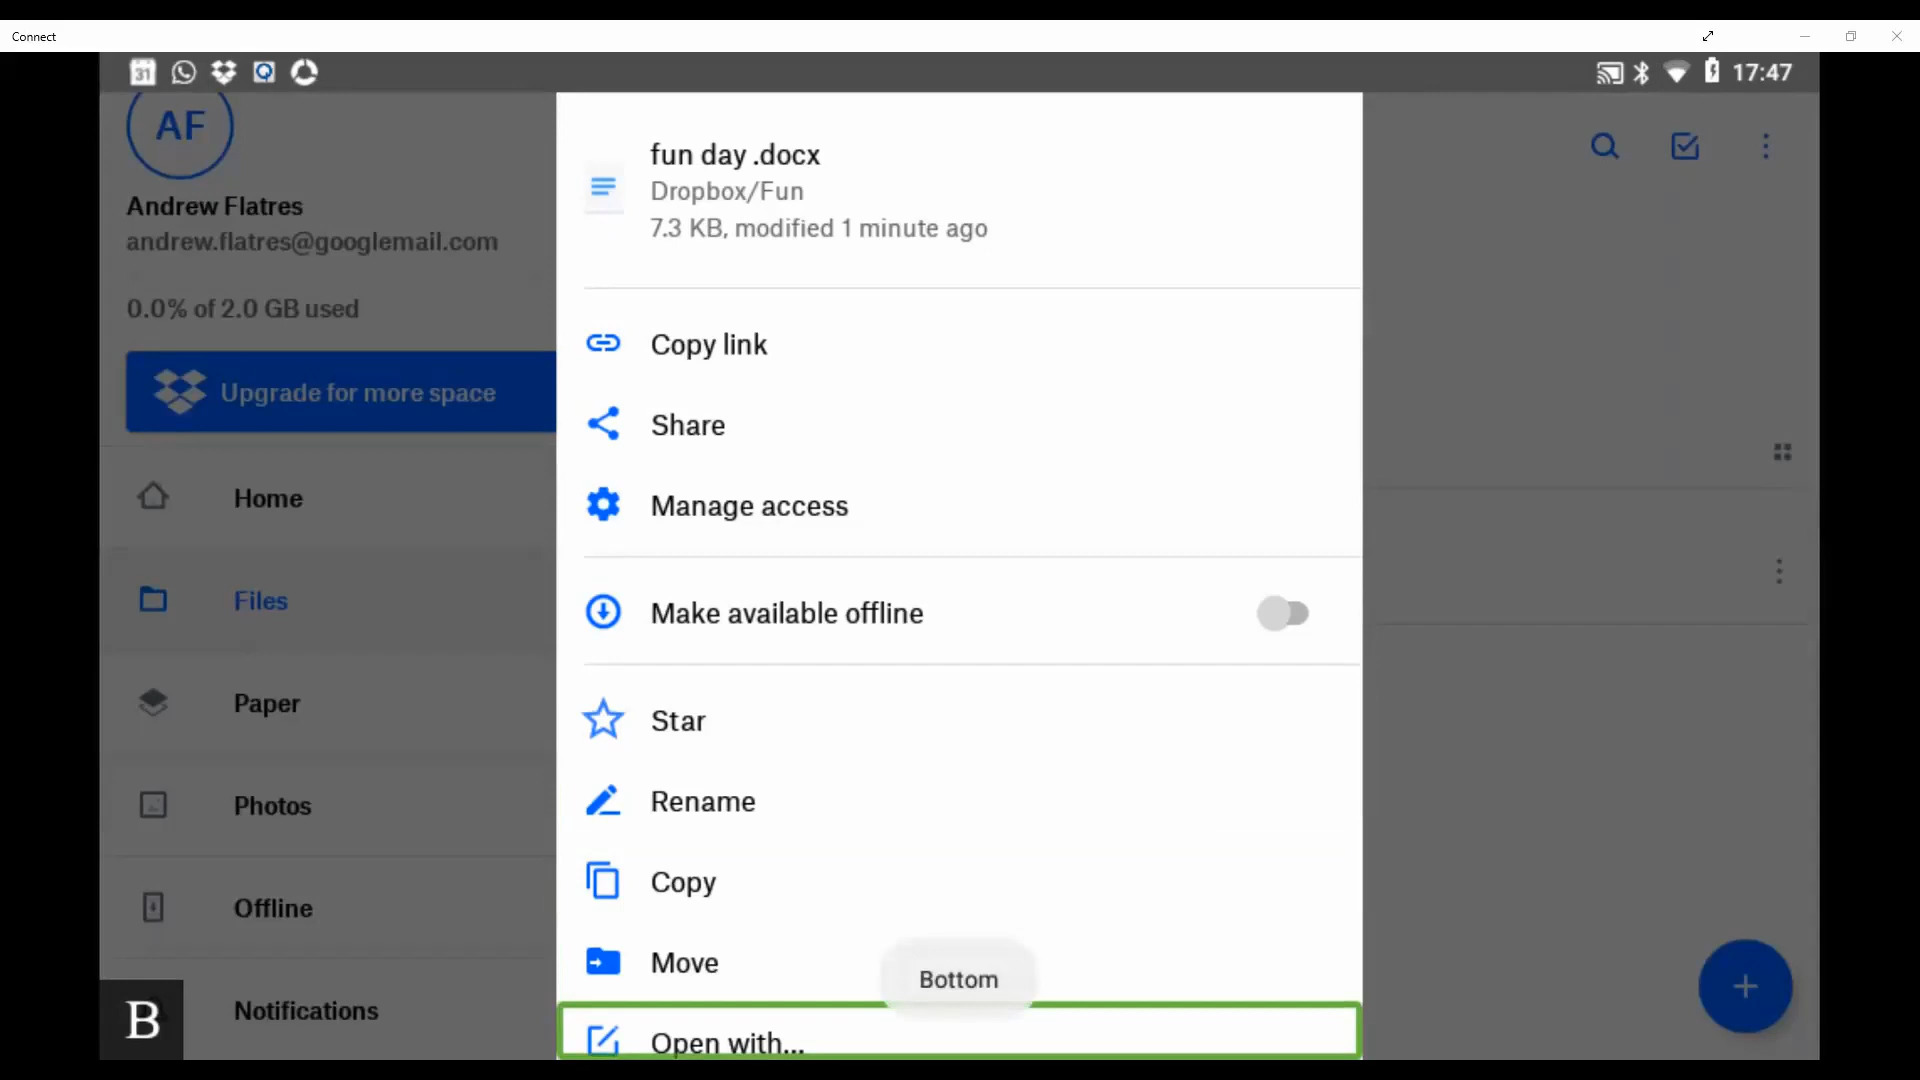 Connect
31
17:47
AF
Andrew Flatres
andrew.flatres@googlemail.com
0.0% of 2.0 GB used
Upgrade for more space
Home
Files
Paper
Photos
Offline
Notifications
B
fun day .docx
Dropbox/Fun
7.3 KB, modified 1 minute ago
Copy link
Share
Manage access
Make available offline
Star
Rename
Copy
Move
Bottom
Open with...